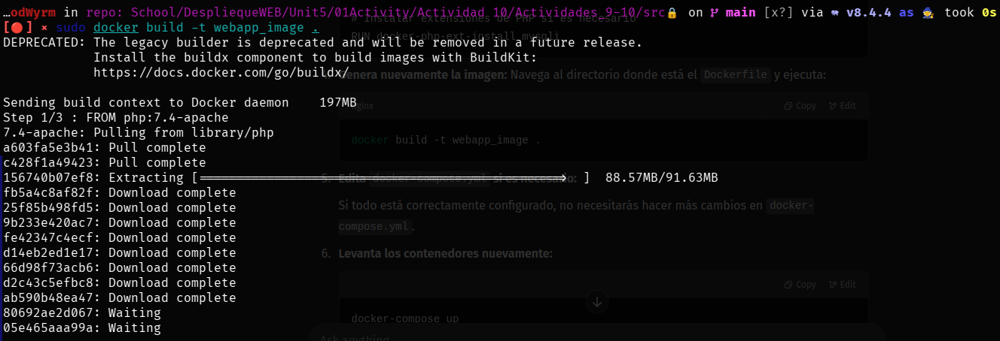 …odWyrm in repo: School/DespliequeWEB/Unit5/01Activity/Actividad 10/Actividades_9-10/src🔒 on main [x?] via v8.4.4 as 🧙 took 0s
# Instalar extensiones de PHP si es necesario
[🔴] × sudo docker build -t webapp_image .
RUN docker-php-ext-install mysqli
DEPRECATED: The legacy builder is deprecated and will be removed in a future release.
Install the buildx component to build images with BuildKit:
https://docs.docker.com/go/buildx/
Genera nuevamente la imagen: Navega al directorio donde está el Dockerfile y ejecuta:
Sending build context to Docker daemon 197MB
Copy Edit
Step 1/3 : FROM php:7.4-apache
7.4-apache: Pulling from library/php
docker build -t webapp_image .
a603fa5e3b41: Pull complete
c428f1a49423: Pull complete
156740b07ef8: Extracting [==================================================> ] 88.57MB/91.63MB
5. Edita docker-compose.yml si es necesario:
fb5a4c8af82f: Download complete
25f85b498fd5: Download complete
Si todo está correctamente configurado, no necesitarás hacer más cambios en docker-
9b233e420ac7: Download complete
compose.yml.
fe42347c4ecf: Download complete
d14eb2ed1e17: Download complete
6. Levanta los contenedores nuevamente:
66d98f73acb6: Download complete
d2c43c5efbc8: Download complete
Copy Edit
ab590b48ea47: Download complete
80692ae2d067: Waiting
docker-compose up
05e465aaa99a: Waiting
Ask anything